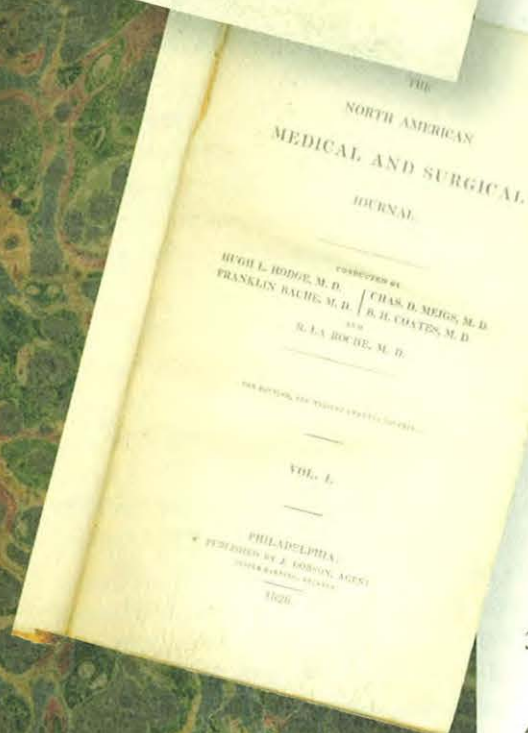 THE
NORTH AMERICAN
MEDICAL AND SURGICAL
JOURNAL.
CONDUCTED BY
HUGH L. HODGE, M. D. | CHAS. D. MEIGS, M. D.
FRANKLIN BACHE, M. D. | B. H. COATES, M. D
AND
R. LA ROCHE, M. D.
VOL. I.
PHILADELPHIA:
PUBLISHED BY J. DOBSON, AGENT
1826